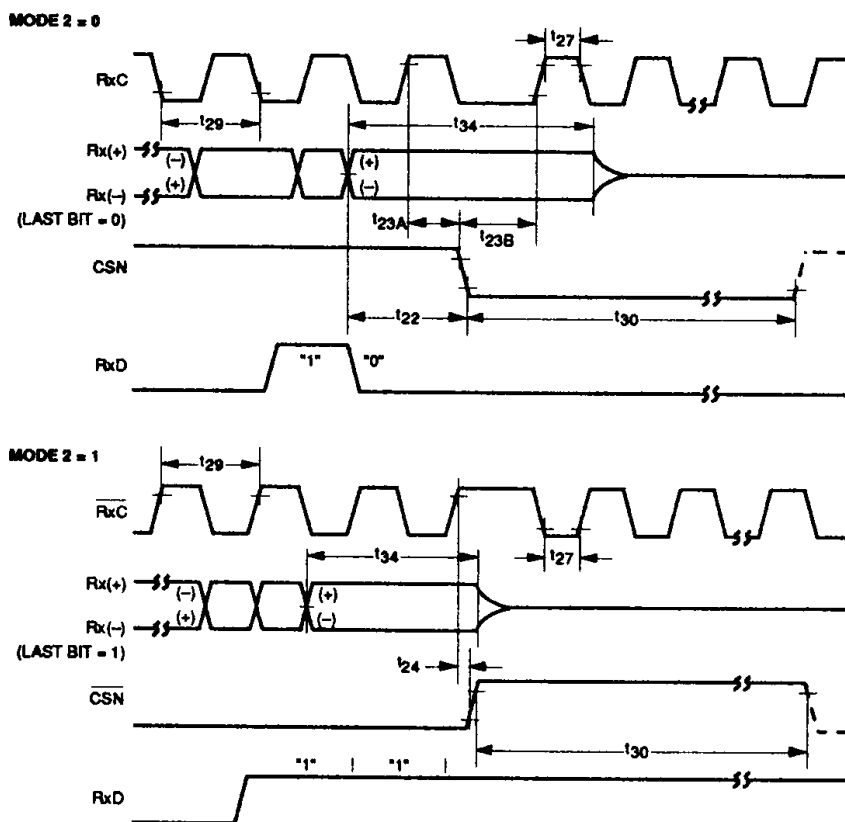 MODE 2 = 0
t27
RxC
t29
t34
Rx(+)
(–)
(+)
(+)
(–)
Rx(–)
(LAST BIT = 0)
t23A
t23B
CSN
t22
t30
RxD
"1"
"0"
MODE 2 = 1
t29
RxC
t34
t27
Rx(+)
(–)
(+)
(+)
(–)
Rx(–)
(LAST BIT = 1)
t24
CSN
t30
"1"
"1"
RxD